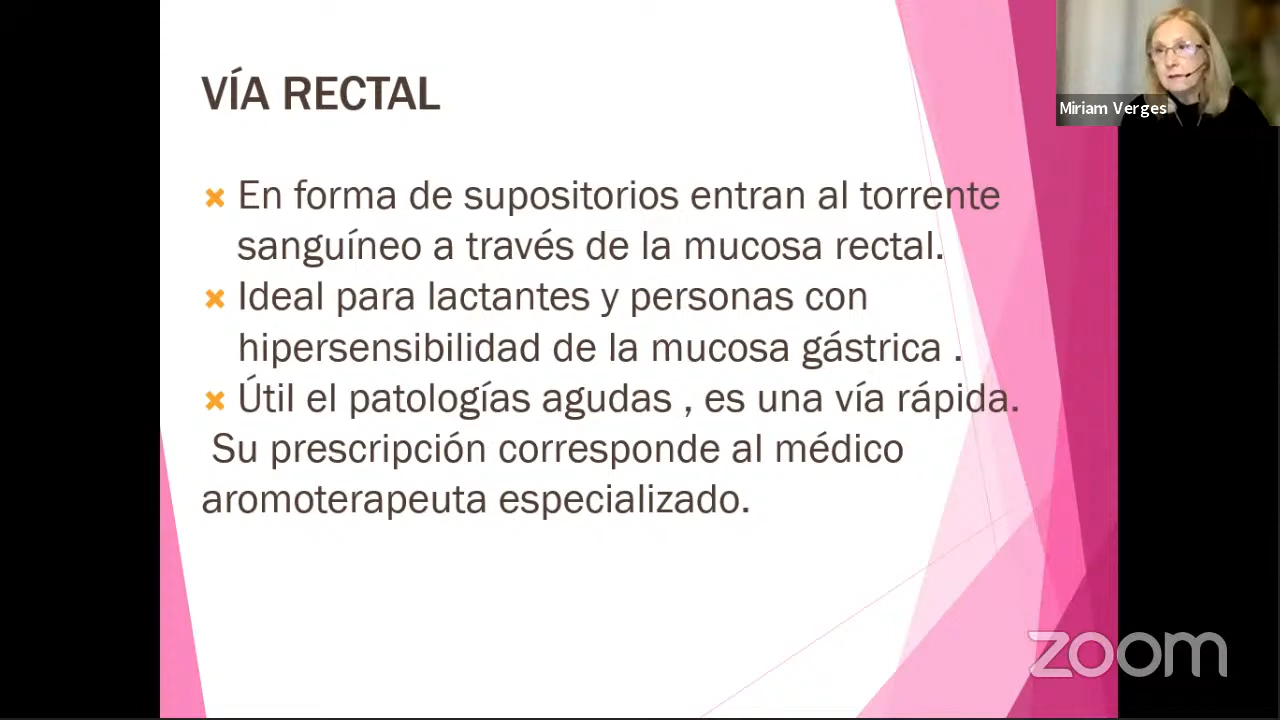 VÍA RECTAL
En forma de supositorios entran al torrente
sanguíneo a través de la mucosa rectal.
Ideal para lactantes y personas con
hipersensibilidad de la mucosa gástrica .
Útil el patologías agudas , es una vía rápida.
Su prescripción corresponde al médico
aromoterapeuta especializado.
Miriam Verges
zoom